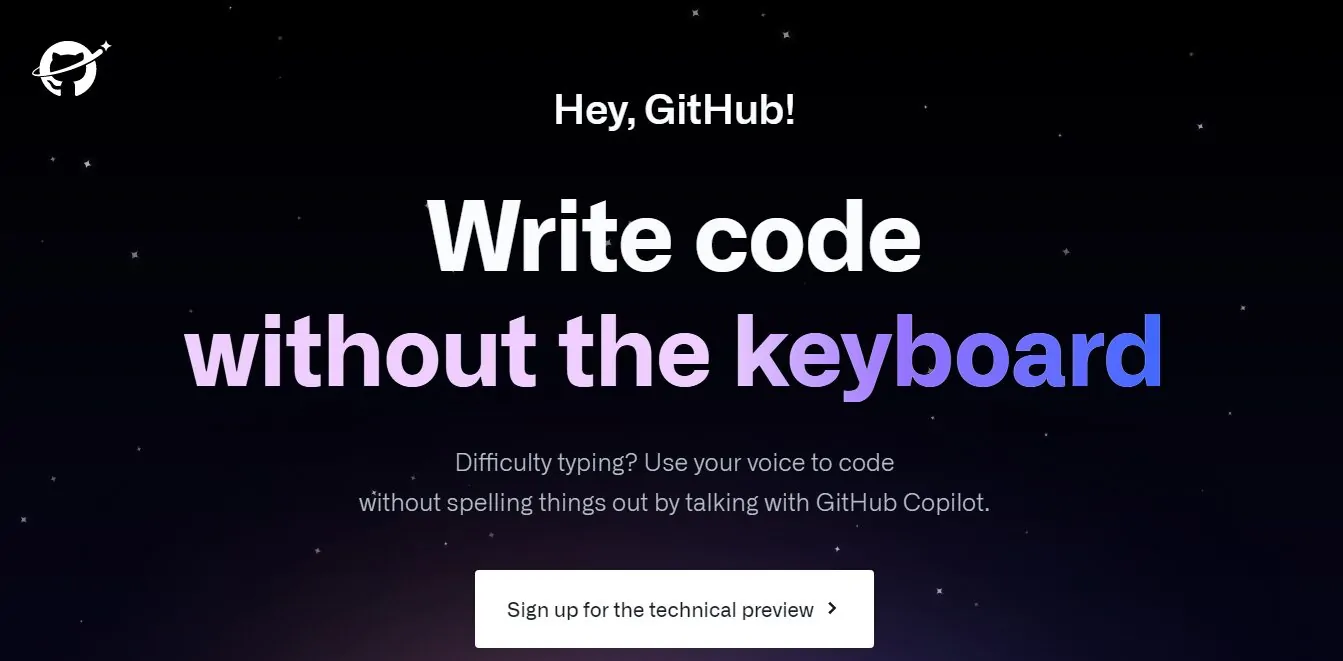 Hey, GitHub!
Write code
without the keyboard
Difficulty typing? Use your voice to code
without spelling things out by talking with GitHub Copilot.
Sign up for the technical preview